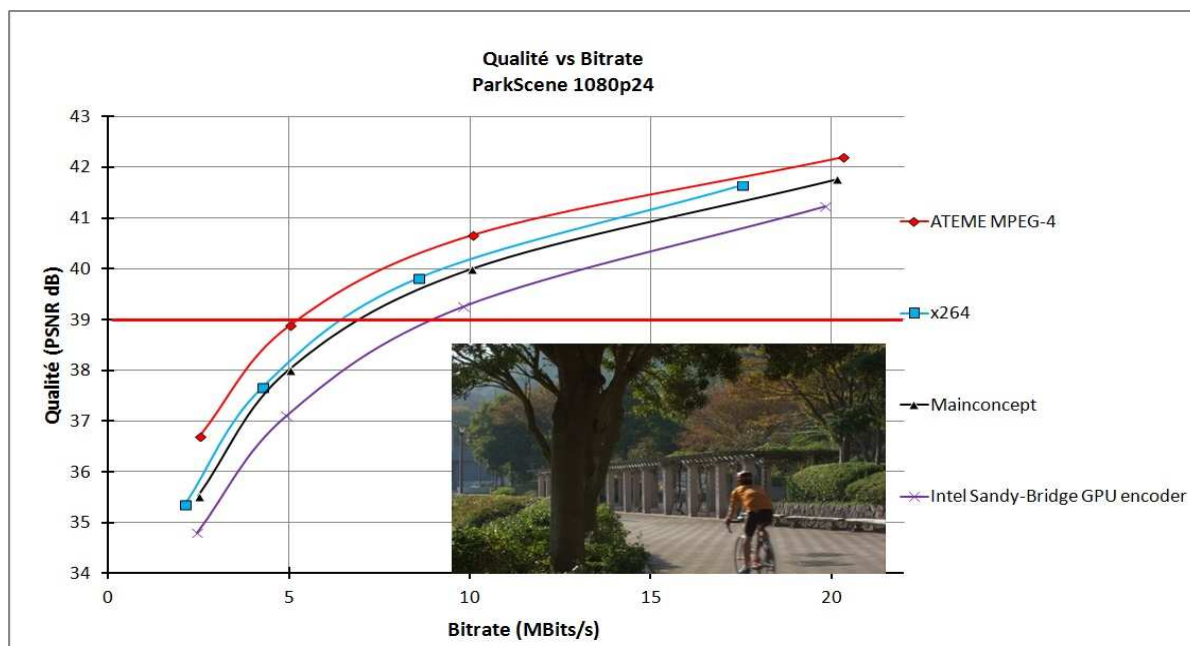 Qualité vs Bitrate
ParkScene 1080p24
Qualité (PSNR dB)
43
42
41
40
39
38
37
36
35
34
0 5 10 15 20
Bitrate (MBits/s)
ATEME MPEG-4
x264
Mainconcept
Intel Sandy-Bridge GPU encoder